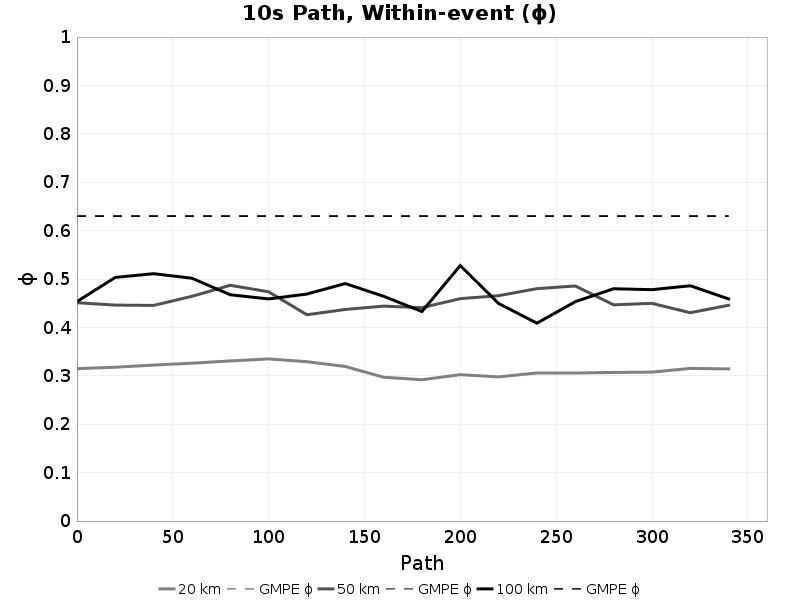 10s Path, Within-event (ϕ)
1
0.9
0.8
0.7
0.6
0.5
0.4
0.3
0.2
0.1
0
ϕ
0 50 100 150 200 250 300 350
Path
20 km GMPE ϕ 50 km GMPE ϕ 100 km GMPE ϕ